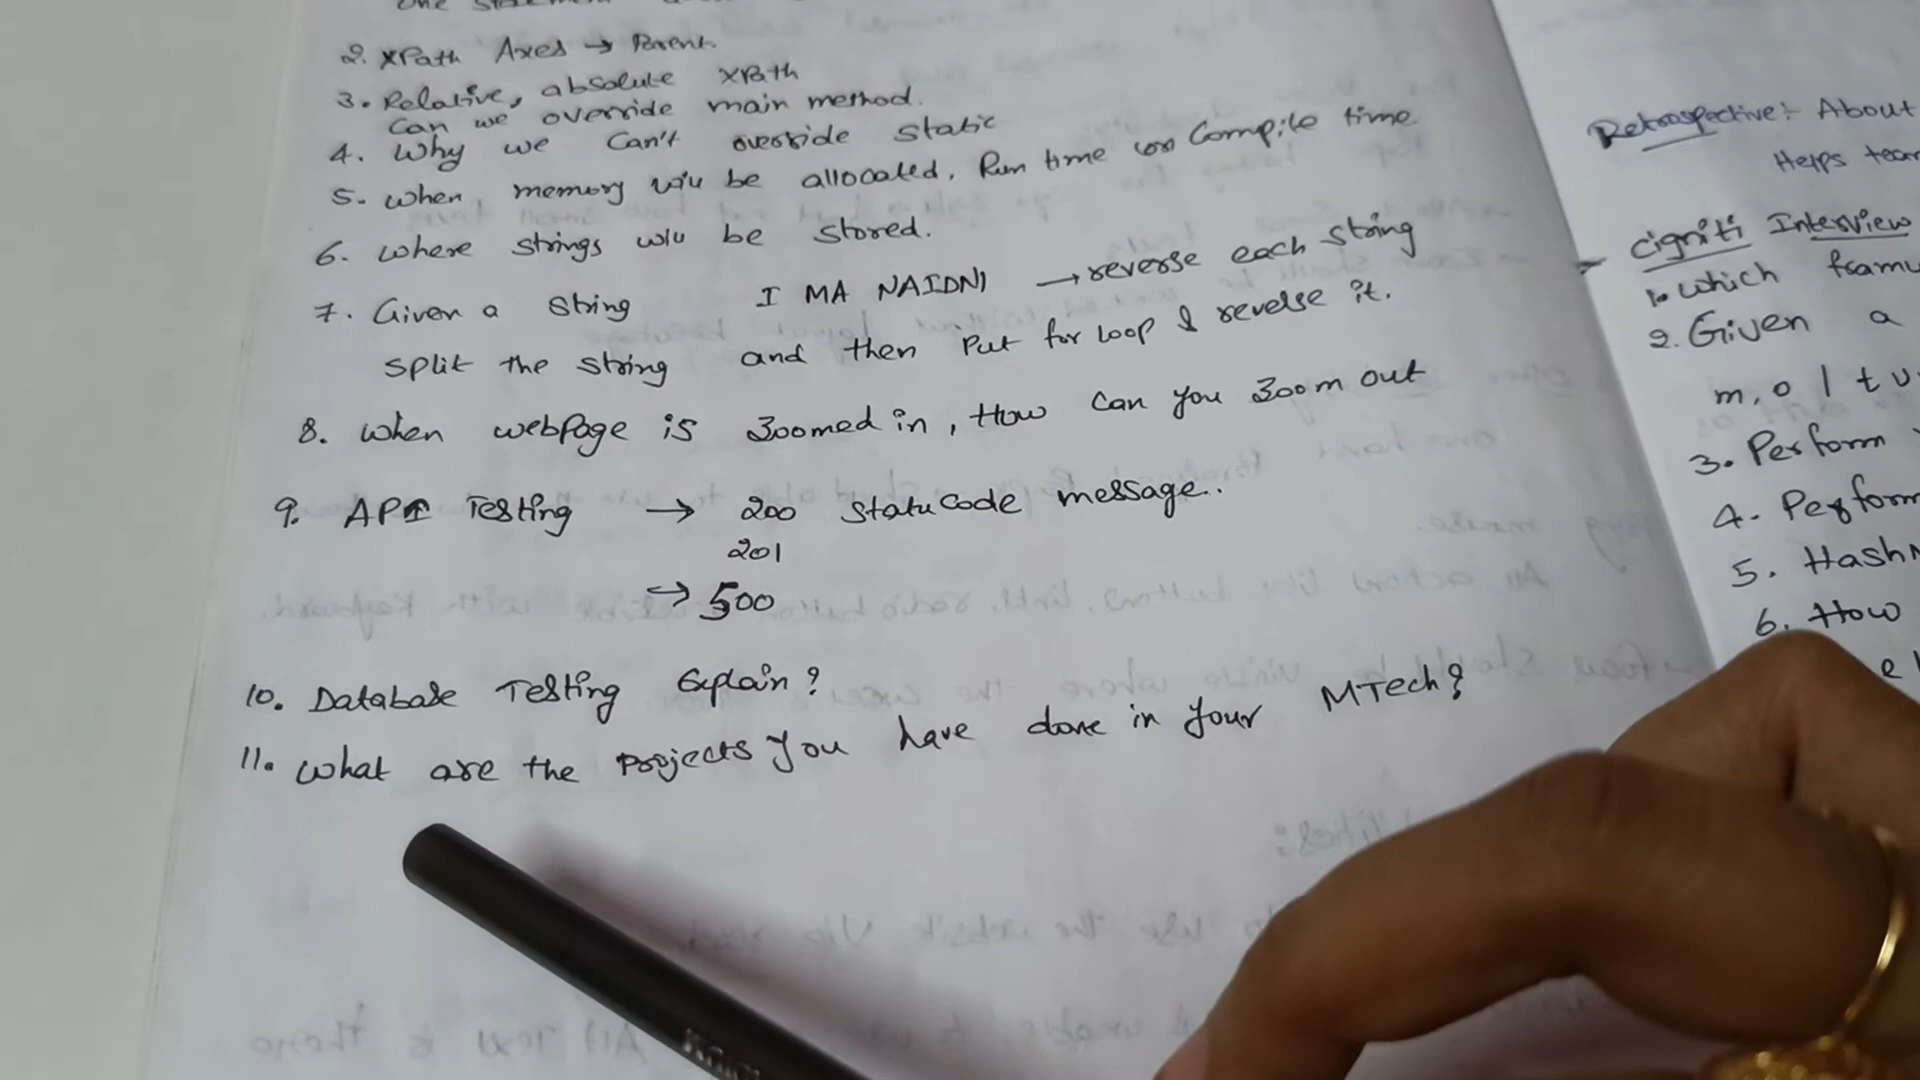 one
2. XPath Axes → Parent.
3. Relative, absolute XPath
Can we override main method.
4. Why we can't override static
5. When memory will be allocated, Run time (or) Compile time
6. Where strings will be stored.
7. Given a string I MA NAIDNI → reverse each string
split the string and then Put for loop & reverse it.
8. When webpage is zoomed in, How can you zoom out
9. API Testing → 200 StatuCode message..
201
→ 500
10. Database Testing Explain?
11. What are the Projects you have done in your MTech?
Retrospective:- About
Helps team
- Cigniti Interview
1. Which
2. Given a
m, o l t u
3. Perform
4. Perform
5. Hash
6. How